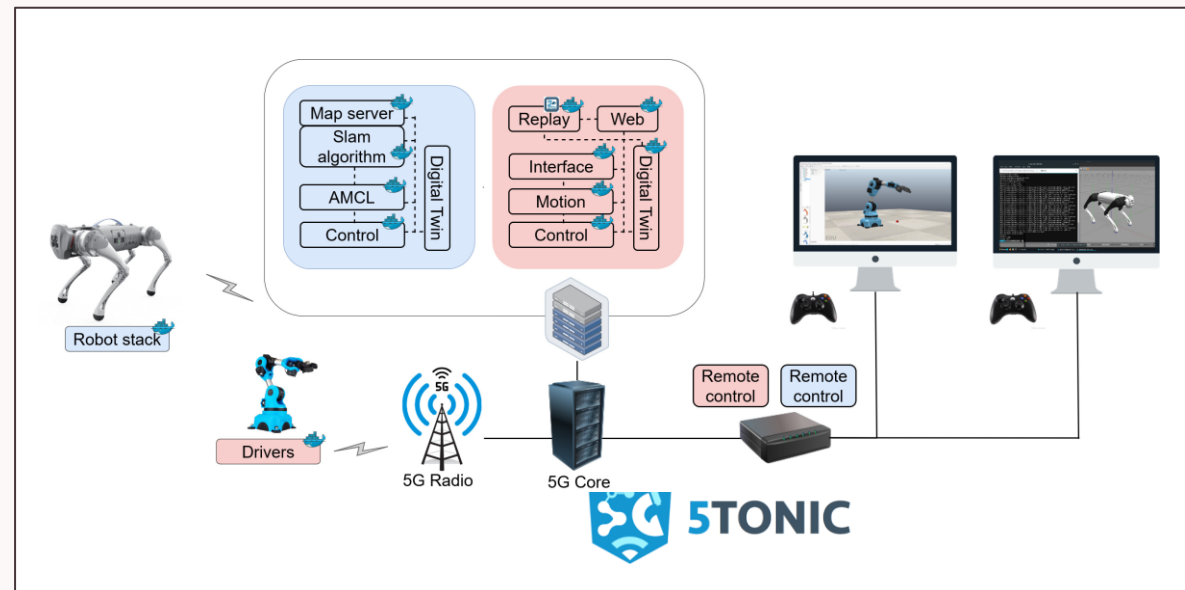 Map server
Slam
algorithm
AMCL
Control
Digital Twin
Replay
Web
Interface
Motion
Control
Digital Twin
Robot stack
Drivers
5G
5G Radio
5G Core
Remote
control
Remote
control
5TONIC